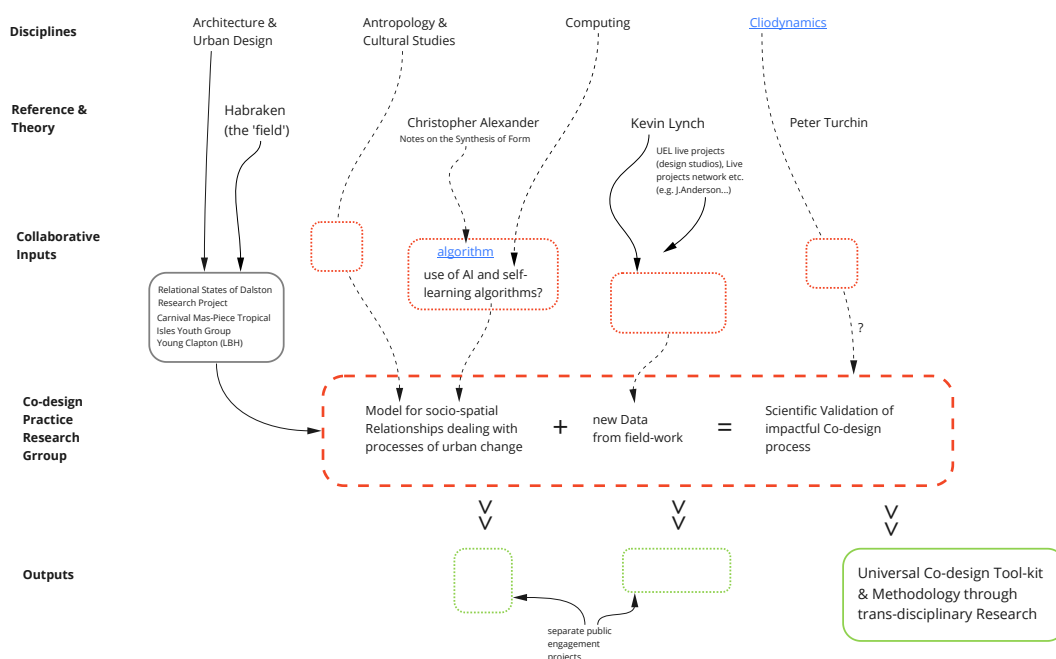 Disciplines
Architecture &
Urban Design
Antropology &
Cultural Studies
Computing
Cliodynamics
Reference &
Theory
Habraken
(the 'field')
Christopher Alexander
Notes on the Synthesis of Form
Kevin Lynch
UEL live projects
(design studios), Live
projects network etc.
(e.g. J.Anderson...)
Peter Turchin
Collaborative
Inputs
algorithm
use of AI and self-
learning algorithms?
Relational States of Dalston
Research Project
Carnival Mas-Piece Tropical
Isles Youth Group
Young Clapton (LBH)
?
Co-design
Practice
Research
Group
Model for socio-spatial
Relationships dealing with
processes of urban change
+
new Data
from field-work
=
Scientific Validation of
impactful Co-design
process
Outputs
separate public
engagement
projects
Universal Co-design Tool-kit
& Methodology through
trans-disciplinary Research